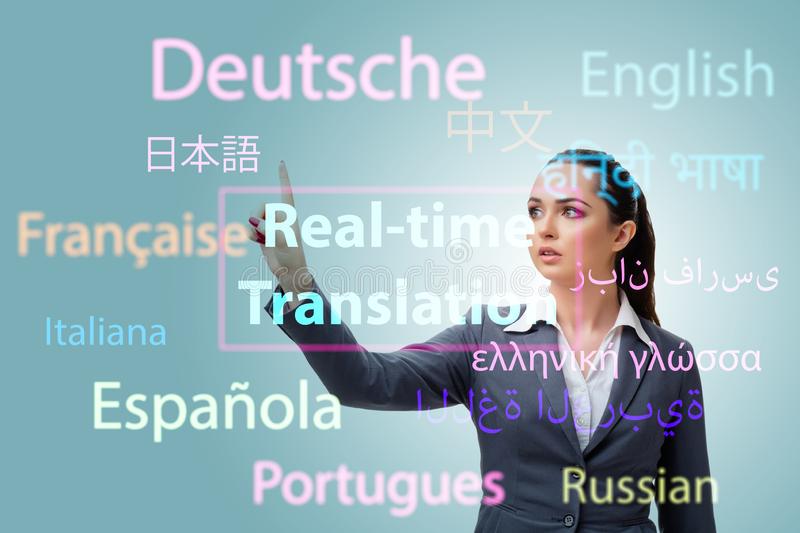 Deutsche
English
中文
日本語
हिन्दी भाषा
Française
Real-time
Translation
زبان فارسی
Italiana
ελληνική γλώσσα
Española
اللغة العربية
Portugues
Russian
dreamstime